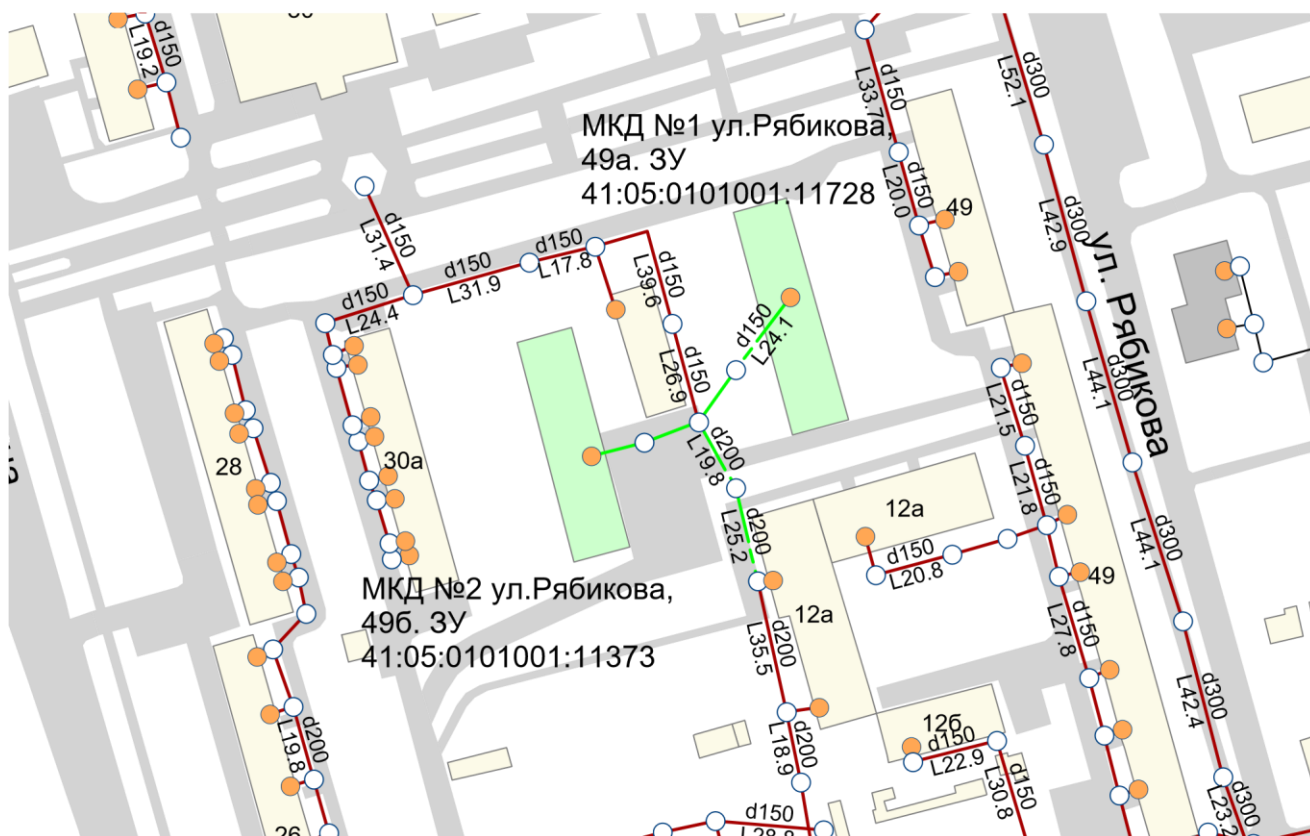 30
d150
L19.2
d150
L33.7
d300
L52.1
МКД №1 ул.Рябикова,
49а. ЗУ
41:05:0101001:11728
d150
L20.0
49
d300
L42.9
d150
L31.4
d150
L31.9
d150
L17.8
L39.6
d150
L24.4
d150
L24.1
d150
L26.9
ул. Рябикова
d300
L44.1
d150
L21.5
28
30а
d200
L19.8
d150
L21.8
12а
d200
L25.2
d150
L20.8
d300
L44.1
49
МКД №2 ул.Рябикова,
49б. ЗУ
41:05:0101001:11373
12а
d200
L35.5
d150
L27.8
d300
L42.4
d200
L19.8
12б
d150
L22.9
d200
L18.9
d150
L30.8
d300
L23.2
26
d150
L28.8